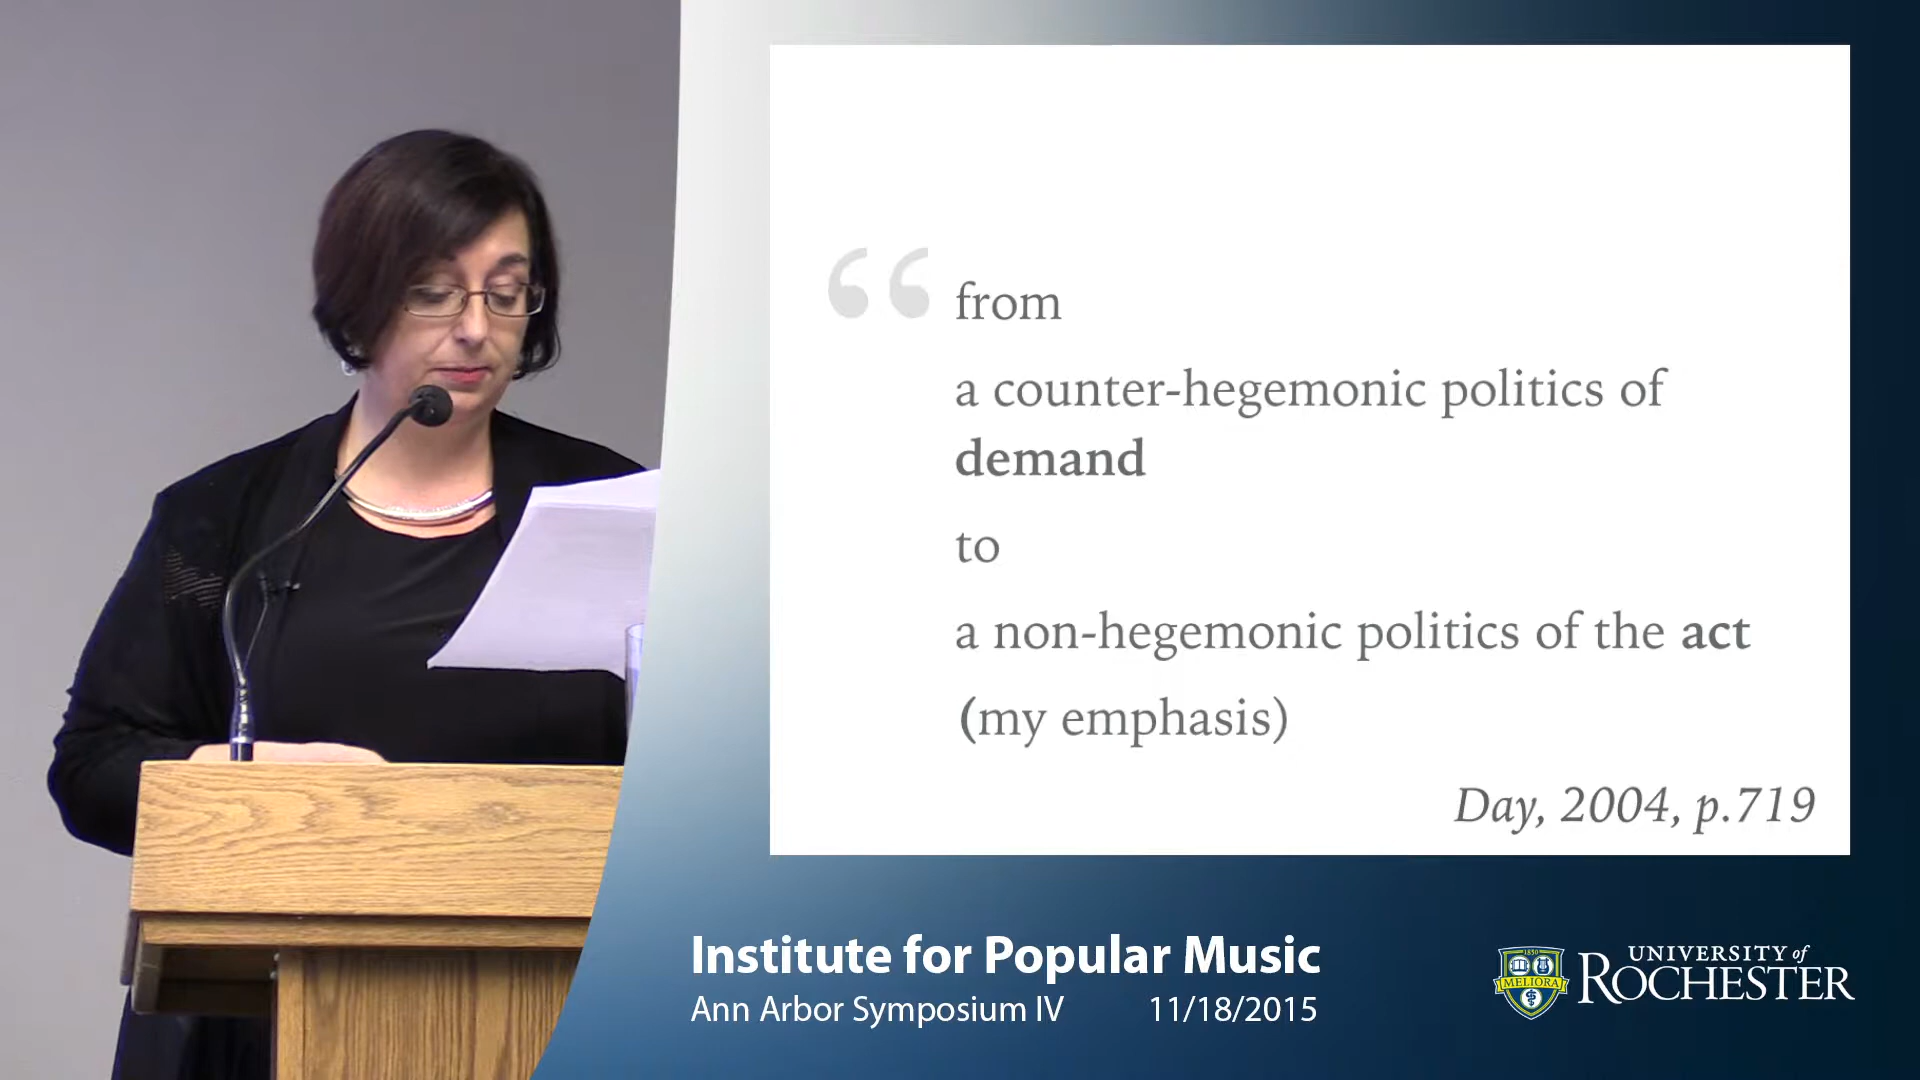 “ from
a counter-hegemonic politics of
demand
to
a non-hegemonic politics of the act
(my emphasis)
Day, 2004, p.719
Institute for Popular Music
Ann Arbor Symposium IV 11/18/2015
1850
MELIORA
UNIVERSITY of
ROCHESTER